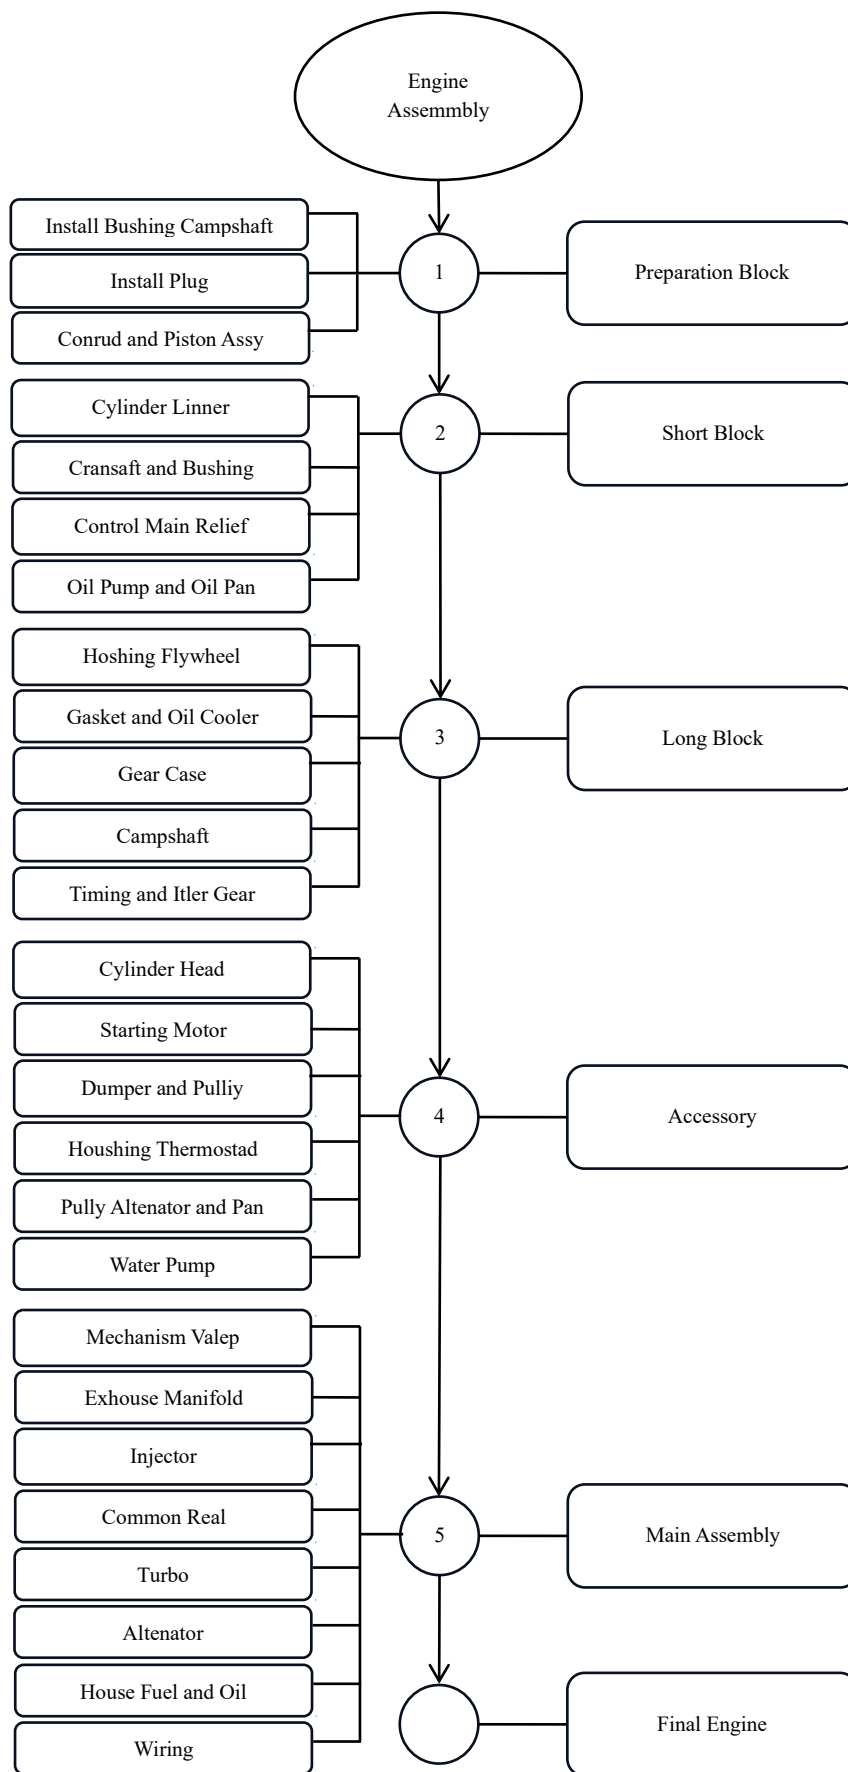 Engine
Assemmbly
Install Bushing Campshaft
Install Plug
Conrud and Piston Assy
1
Preparation Block
Cylinder Linner
Cransaft and Bushing
Control Main Relief
Oil Pump and Oil Pan
2
Short Block
Hoshing Flywheel
Gasket and Oil Cooler
Gear Case
Campshaft
Timing and Itler Gear
3
Long Block
Cylinder Head
Starting Motor
Dumper and Pulliy
Houshing Thermostad
Pully Altenator and Pan
Water Pump
4
Accessory
Mechanism Valep
Exhouse Manifold
Injector
Common Real
Turbo
Altenator
House Fuel and Oil
Wiring
5
Main Assembly
Final Engine